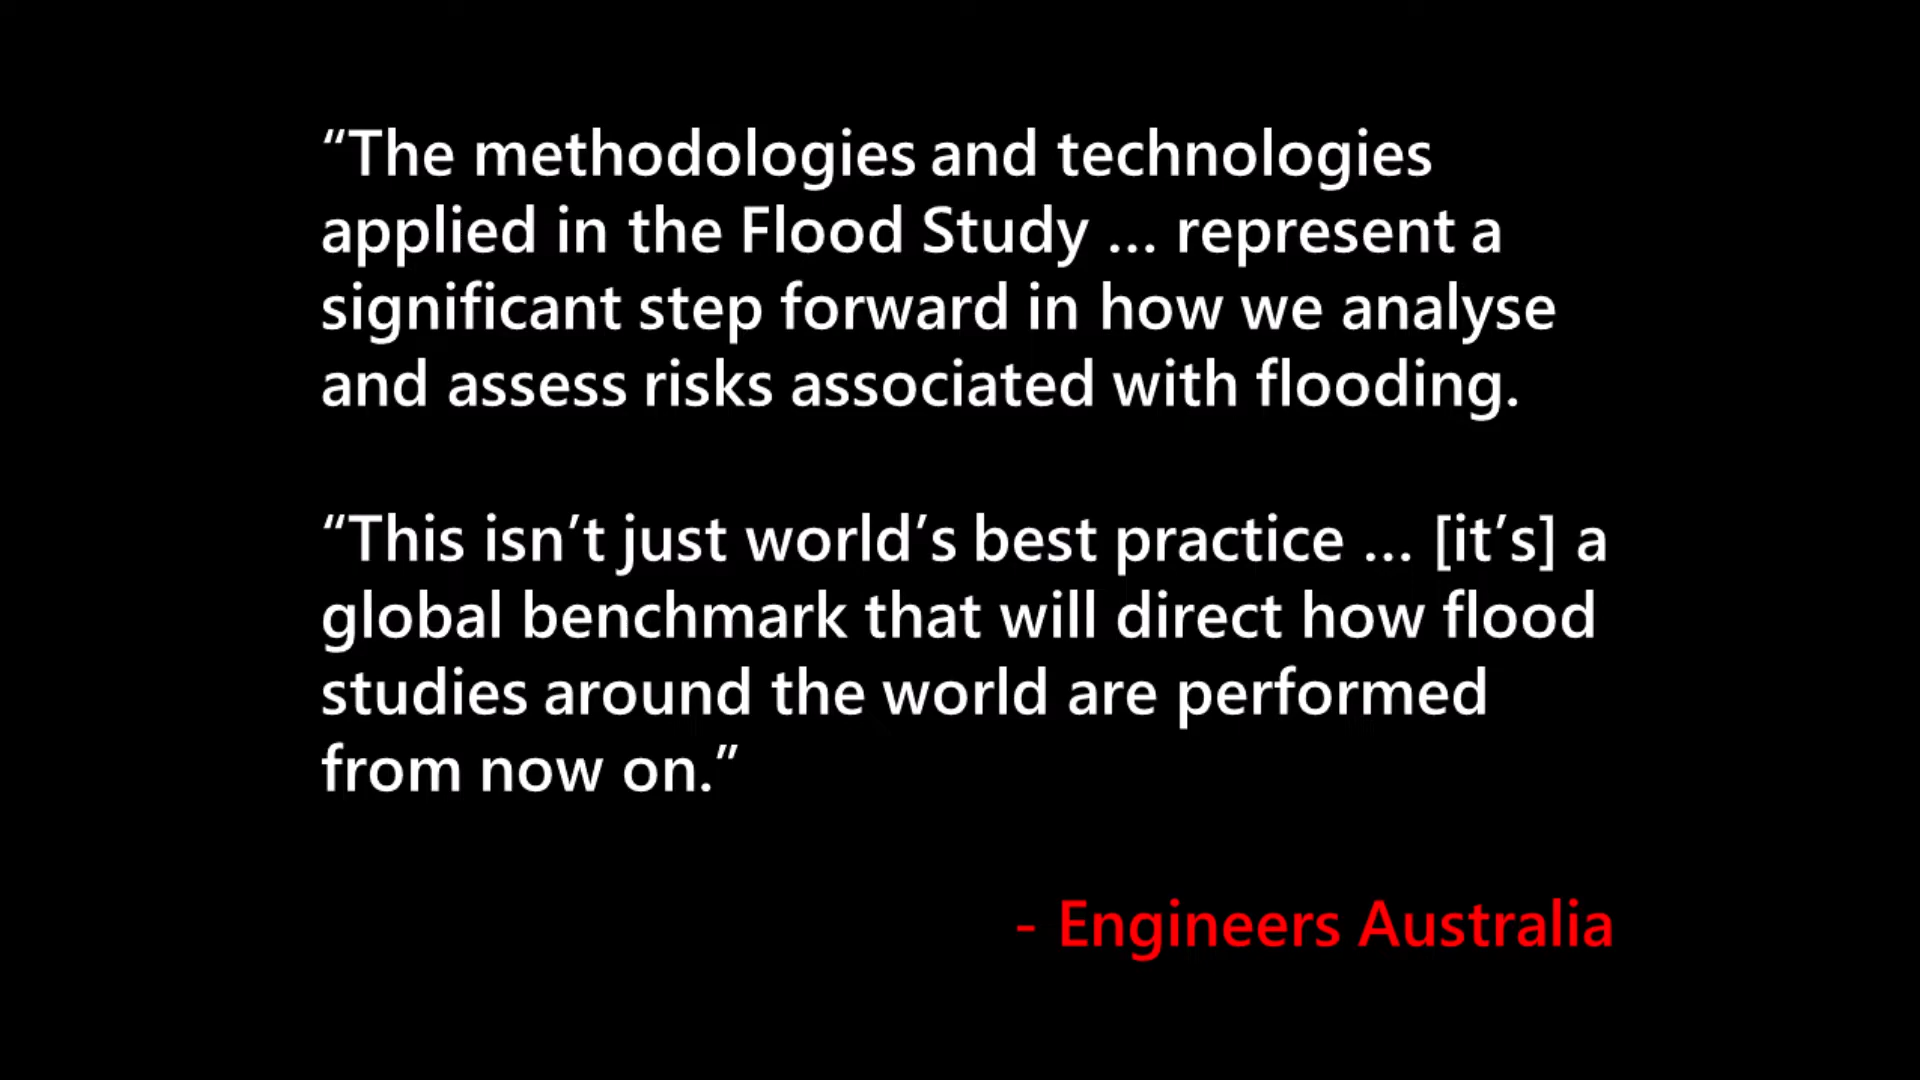 “The methodologies and technologies
applied in the Flood Study ... represent a
significant step forward in how we analyse
and assess risks associated with flooding.
“This isn’t just world’s best practice ... [it’s] a
global benchmark that will direct how flood
studies around the world are performed
from now on.”
- Engineers Australia